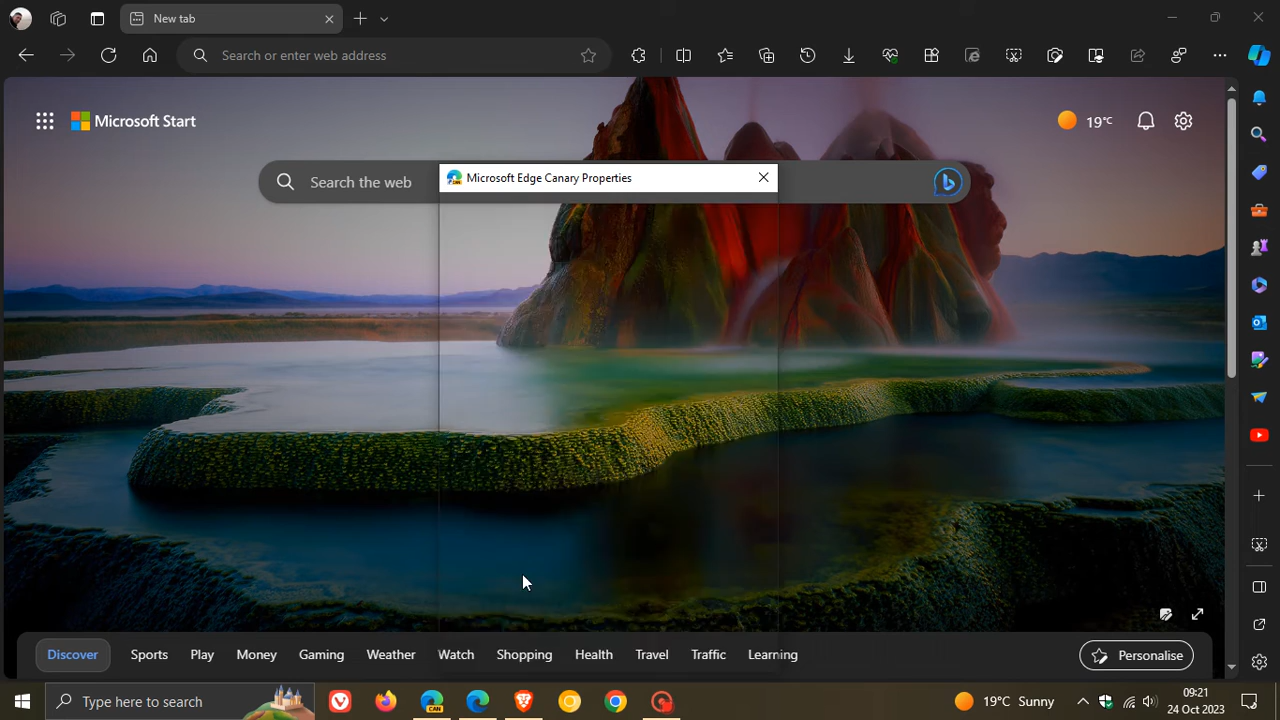 New tab
Search or enter web address
Microsoft Start
19°C
Search the web
Microsoft Edge Canary Properties
Discover
Sports
Play
Money
Gaming
Weather
Watch
Shopping
Health
Travel
Traffic
Learning
Personalise
Type here to search
CAN
19°C Sunny
09:21
24 Oct 2023